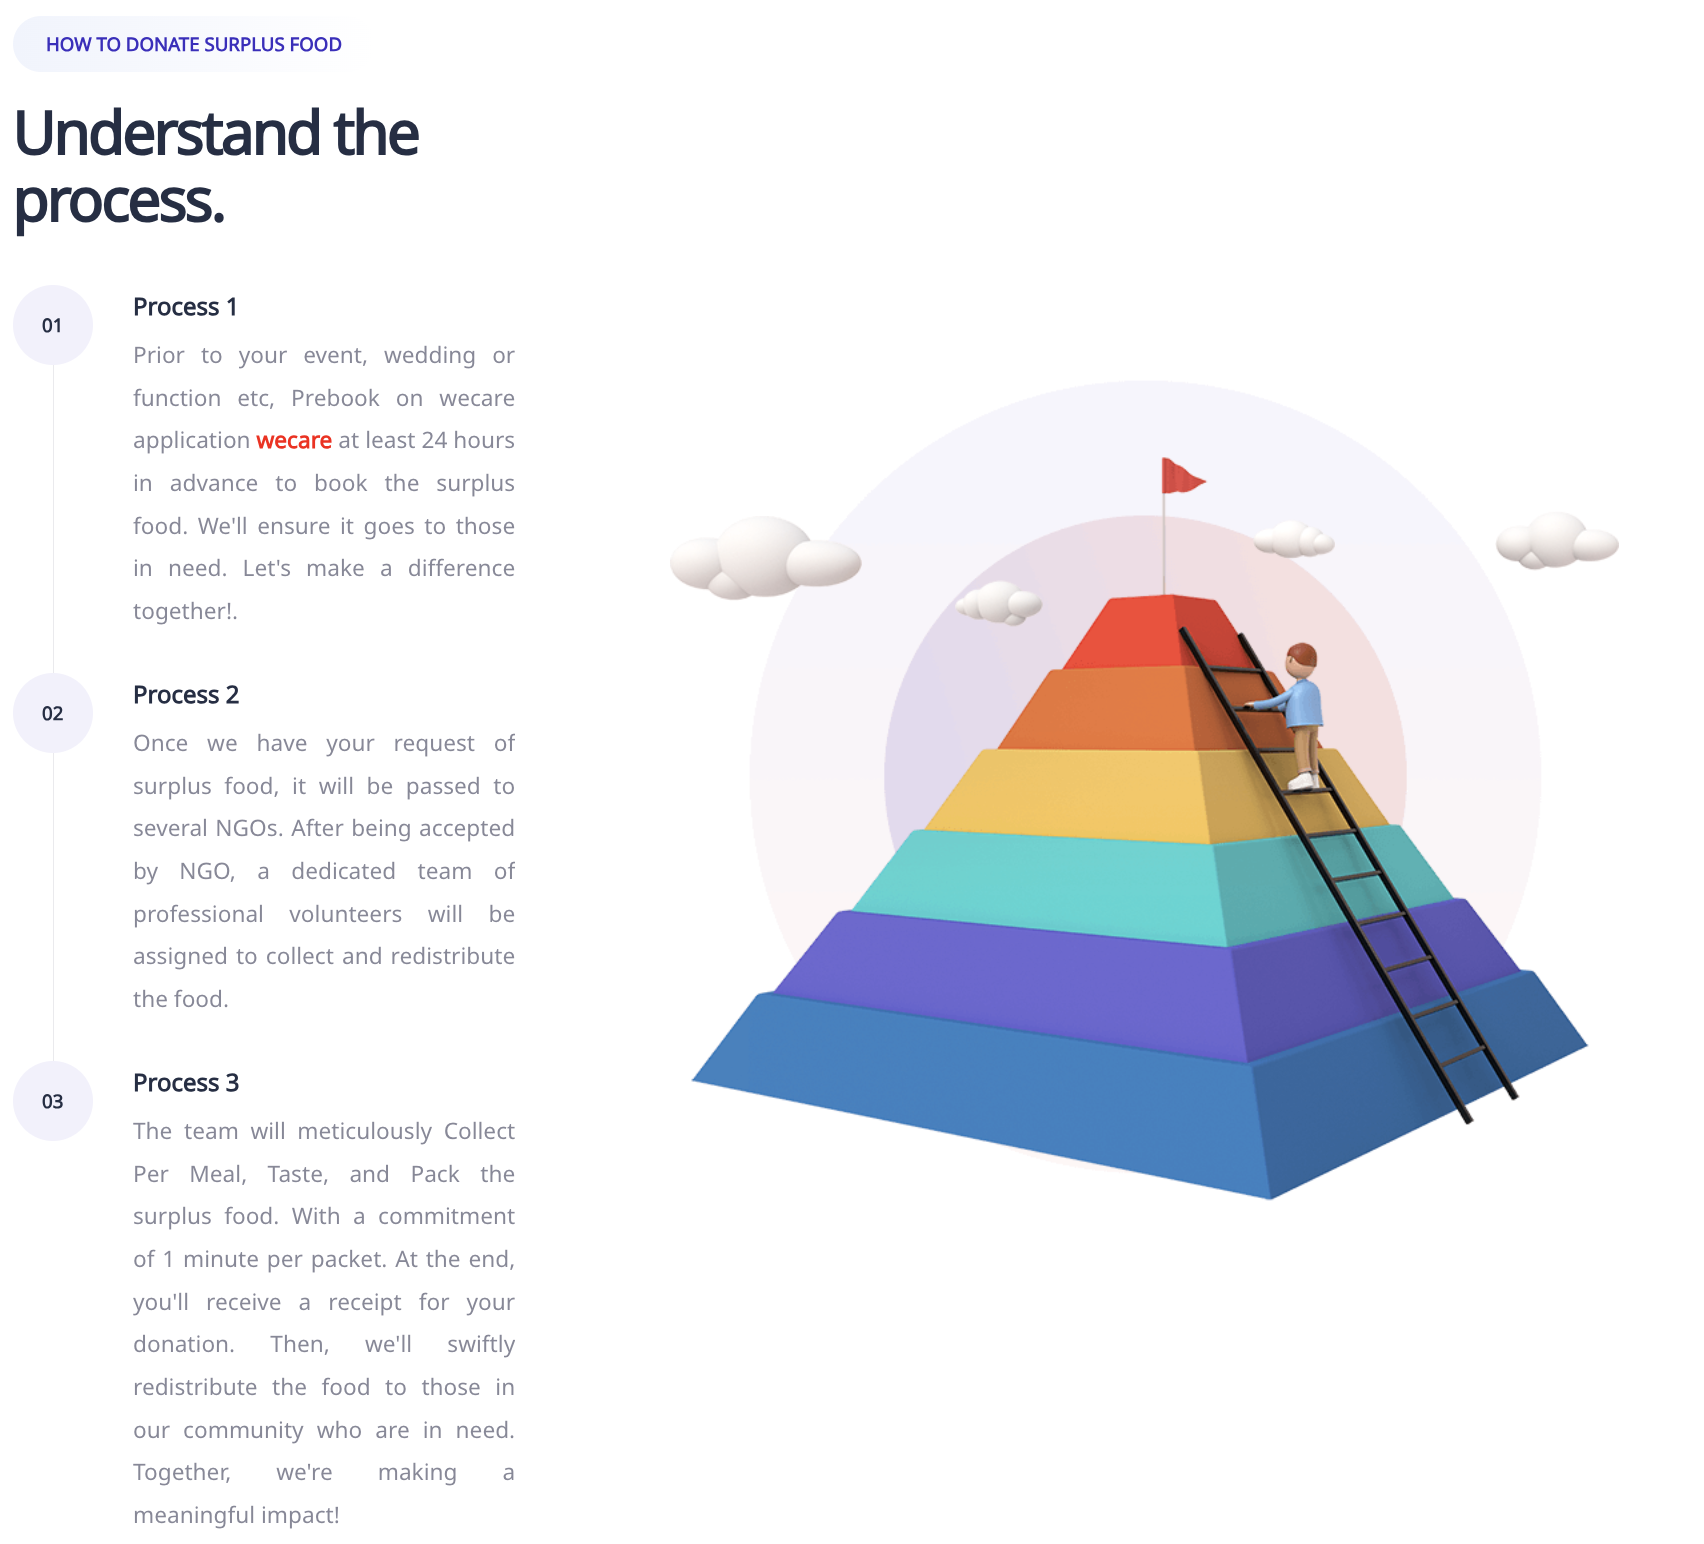 HOW TO DONATE SURPLUS FOOD
Understand the
process.
01
Process 1
Prior to your event, wedding or
function etc, Prebook on wecare
application wecare at least 24 hours
in advance to book the surplus
food. We'll ensure it goes to those
in need. Let's make a difference
together!.
02
Process 2
Once we have your request of
surplus food, it will be passed to
several NGOs. After being accepted
by NGO, a dedicated team of
professional volunteers will be
assigned to collect and redistribute
the food.
03
Process 3
The team will meticulously Collect
Per Meal, Taste, and Pack the
surplus food. With a commitment
of 1 minute per packet. At the end,
you'll receive a receipt for your
donation. Then, we'll swiftly
redistribute the food to those in
our community who are in need.
Together, we're making a
meaningful impact!